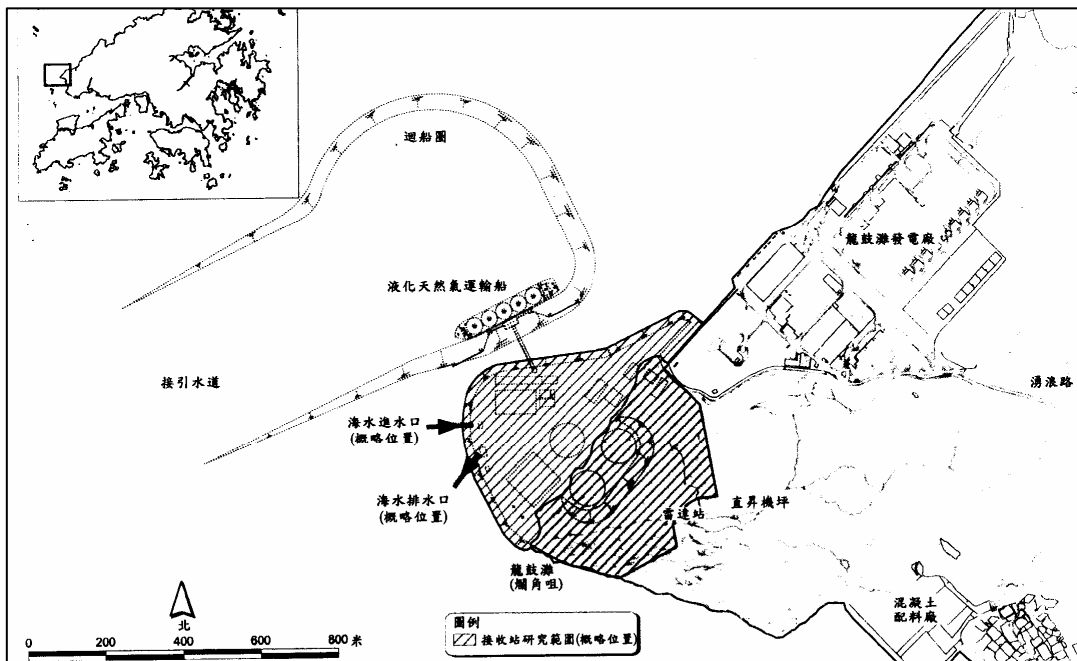 迴船圈
龍鼓灘發電廠
液化天然氣運輸船
接引水道
湧浪路
海水進水口
(概略位置)
海水排水口
(概略位置)
直昇機坪
雷達站
龍鼓灘
(爛角咀)
混凝土
配料廠
北
圖例
接收站研究範圍(概略位置)
0 200 400 600 800 米